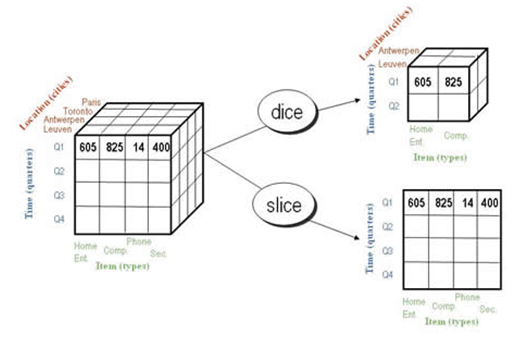 Location (cities)
Paris
Toronto
Antwerpen
Leuven
Time (quarters)
Q1 605 825 14 400
Q2
Q3
Q4
Home Ent. Comp. Phone Sec.
Item (types)
dice
slice
Location (cities)
Antwerpen
Leuven
Time (quarters)
Q1 605 825
Q2
Home Ent. Comp.
Item (types)
Time (quarters)
Q1 605 825 14 400
Q2
Q3
Q4
Home Ent. Comp. Phone Sec.
Item (types)